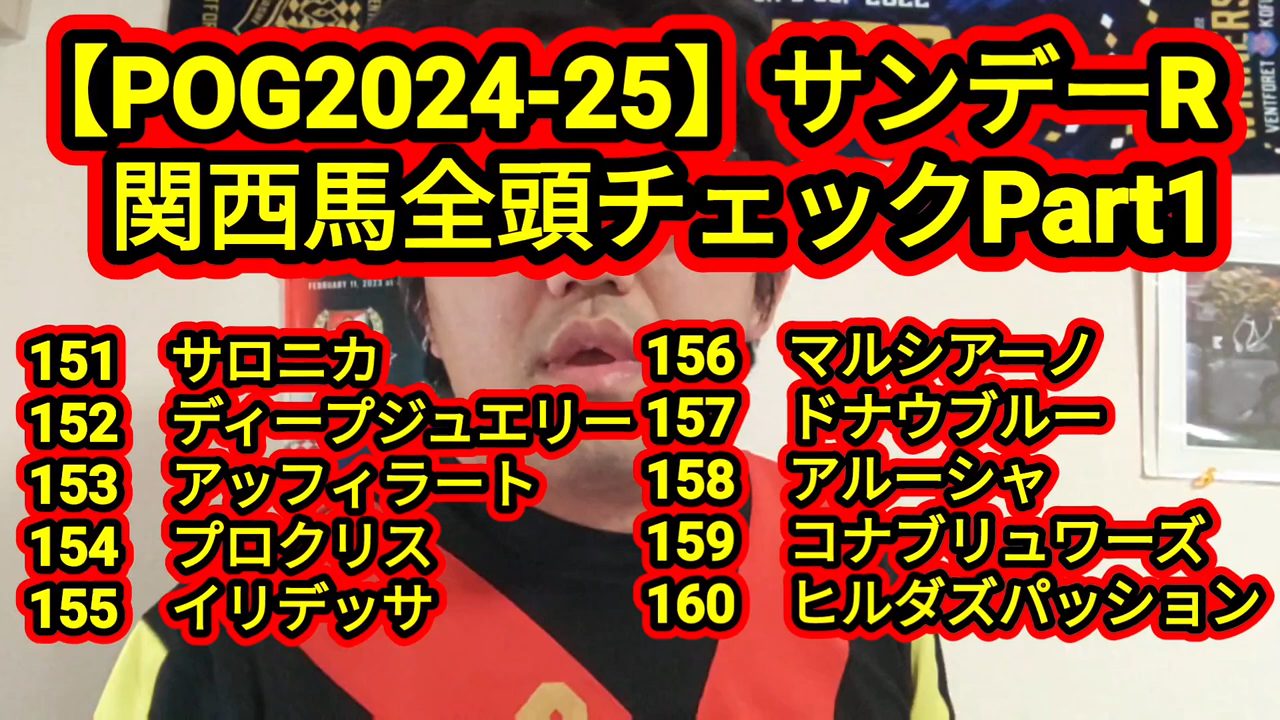 【POG2024-25】サンデーR
関西馬全頭チェックPart1
151 サロニカ
152 ディープジュエリー
153 アッフィラート
154 プロクリス
155 イリデッサ
156 マルシアーノ
157 ドナウブルー
158 アルーシャ
159 コナブリュワーズ
160 ヒルダズパッション
FEBRUARY 11, 2023
VENTFORET KOFU